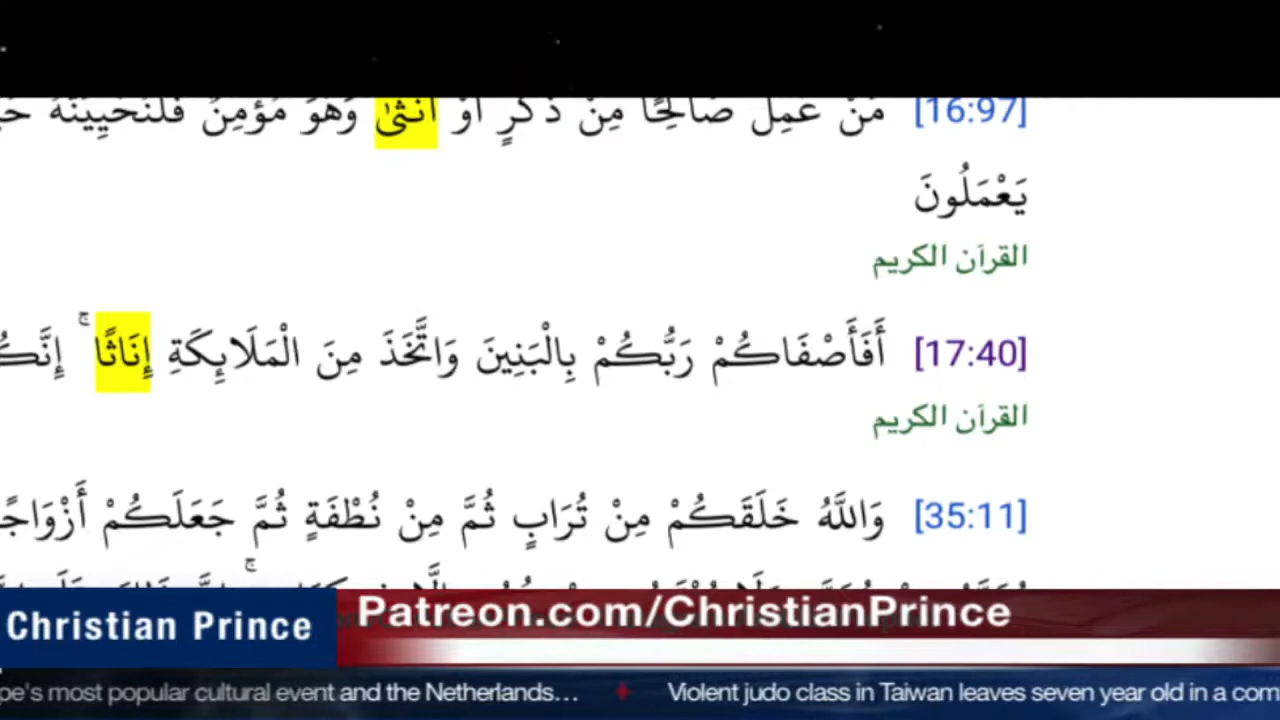 [16:97] مَنْ عَمِلَ صَالِحًا مِنْ ذَكَرٍ أَوْ أُنْثَىٰ وَهُوَ مُؤْمِنٌ فَلَنُحْيِيَنَّهُ
يَعْمَلُونَ
القرآن الكريم
[17:40] أَفَأَصْفَاكُمْ رَبُّكُمْ بِالْبَنِينَ وَاتَّخَذَ مِنَ الْمَلَائِكَةِ إِنَاثًا ۚ
القرآن الكريم
[35:11] وَاللَّهُ خَلَقَكُمْ مِنْ تُرَابٍ ثُمَّ مِنْ نُطْفَةٍ ثُمَّ جَعَلَكُمْ أَزْوَاجًا
Patreon.com/ChristianPrince
Christian Prince
pe's most popular cultural event and the Netherlands... Violent judo class in Taiwan leaves seven year old in a com